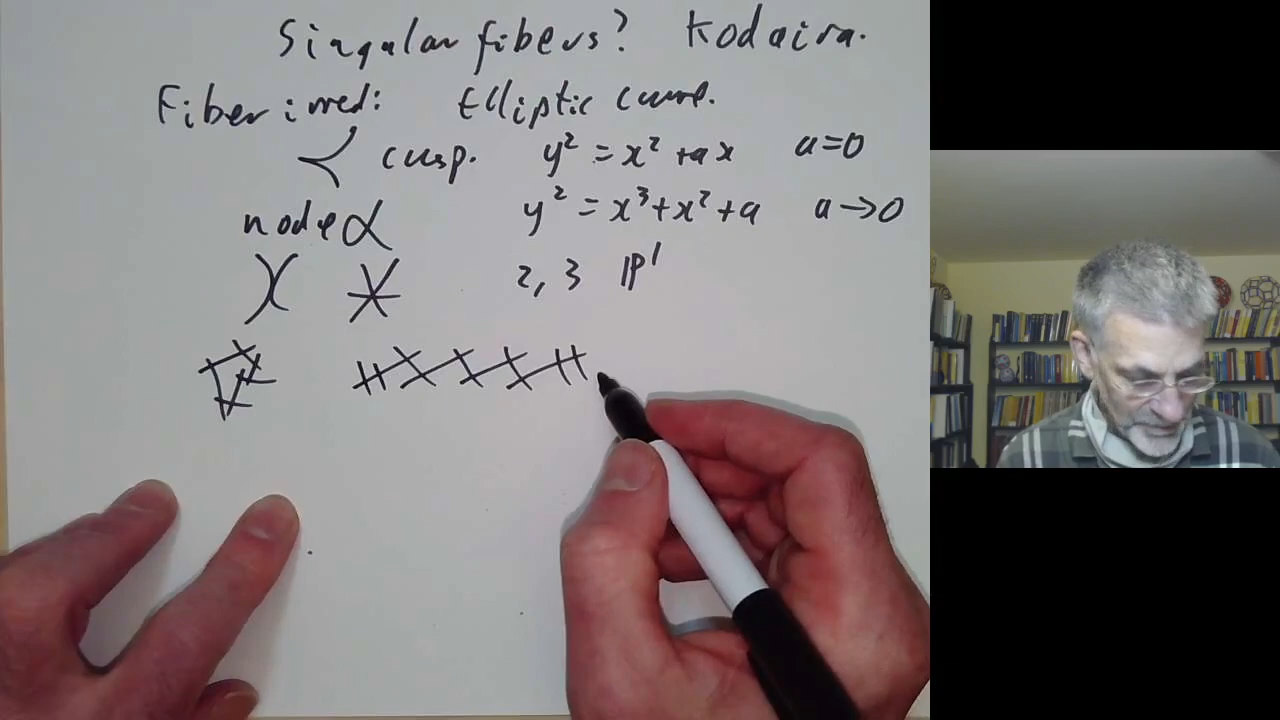 Singular fibers? Kodaira.
Fiber irred: Elliptic curve.
cusp. y² = x² + ax a=0
node y² = x³ + x² + a a→0
2, 3 ℙ¹